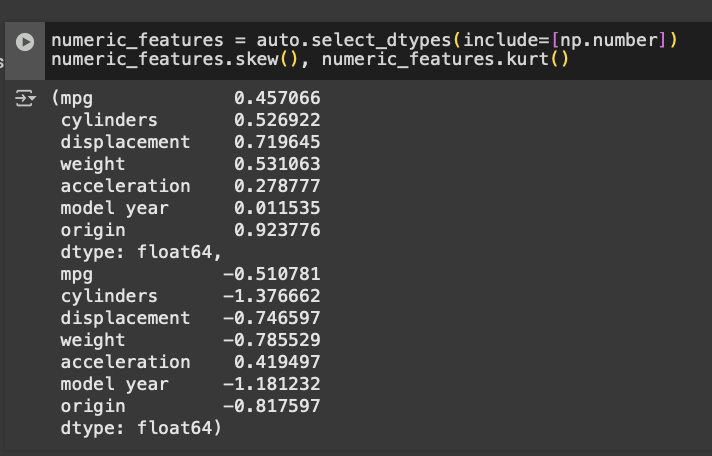 numeric_features = auto.select_dtypes(include=[np.number])
numeric_features.skew(), numeric_features.kurt()
(mpg 0.457066
cylinders 0.526922
displacement 0.719645
weight 0.531063
acceleration 0.278777
model year 0.011535
origin 0.923776
dtype: float64,
mpg -0.510781
cylinders -1.376662
displacement -0.746597
weight -0.785529
acceleration 0.419497
model year -1.181232
origin -0.817597
dtype: float64)